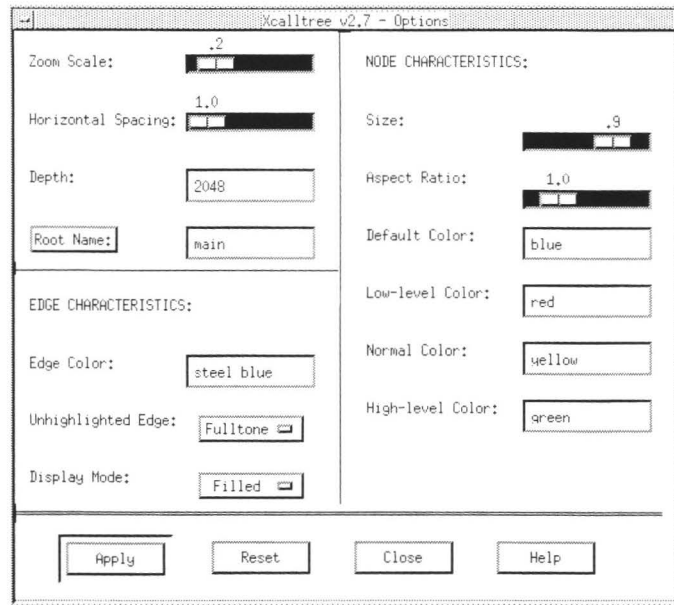 Xcalltree v2.7 - Options
Zoom Scale:
.2
Horizontal Spacing:
1.0
Depth:
2048
Root Name:
main
EDGE CHARACTERISTICS:
Edge Color:
steel blue
Unhighlighted Edge:
Fulltone
Display Mode:
Filled
NODE CHARACTERISTICS:
Size:
.9
Aspect Ratio:
1.0
Default Color:
blue
Low-level Color:
red
Normal Color:
yellow
High-level Color:
green
Apply
Reset
Close
Help